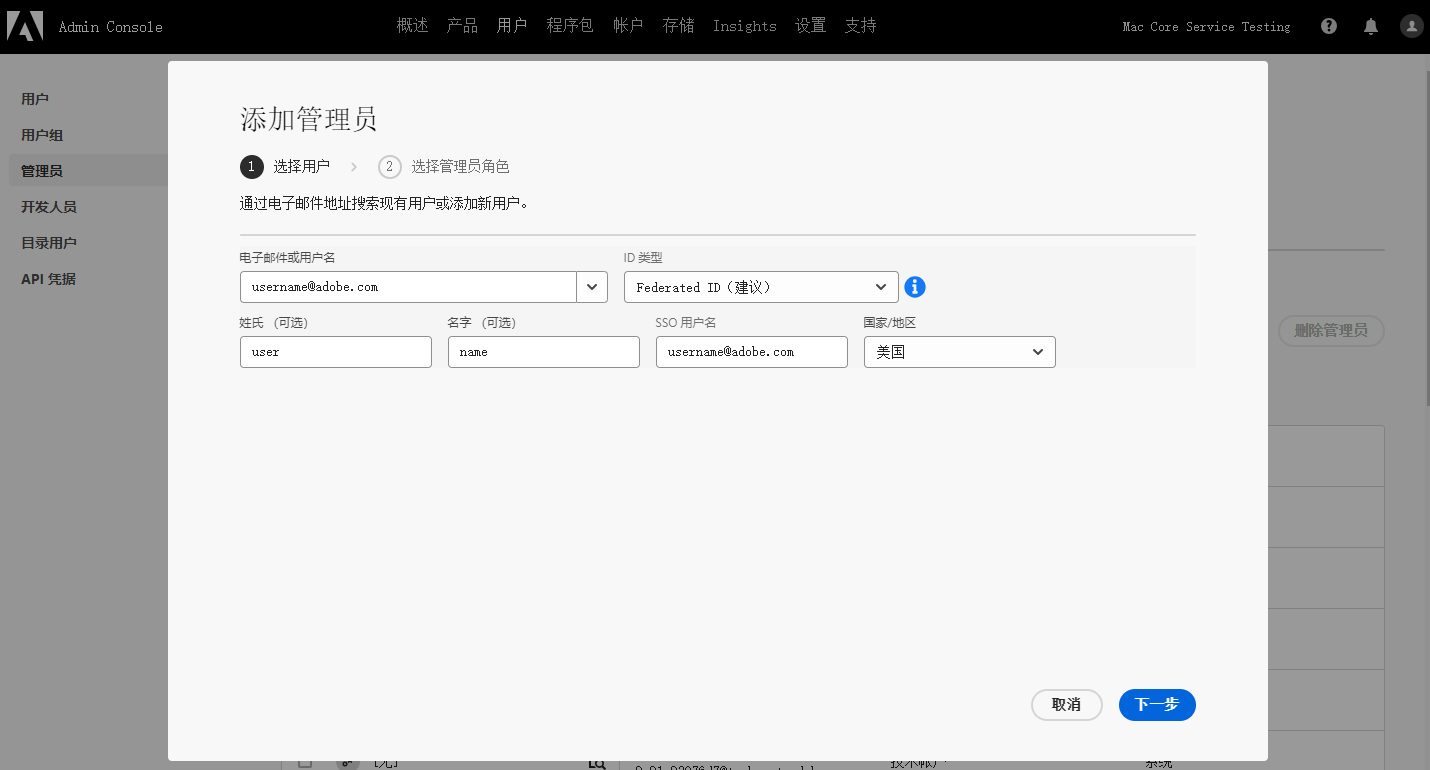 Admin Console 概述 产品 用户 程序包 帐户 存储 Insights 设置 支持 Mac Core Service Testing
用户
用户组
管理员
开发人员
目录用户
API 凭据
添加管理员
1 选择用户 2 选择管理员角色
通过电子邮件地址搜索现有用户或添加新用户。
电子邮件或用户名 ID 类型
username@adobe.com Federated ID（建议）
姓氏 (可选) 名字 (可选) SSO 用户名 国家/地区
user name username@adobe.com 美国
删除管理员
取消 下一步
技术帐户 系统